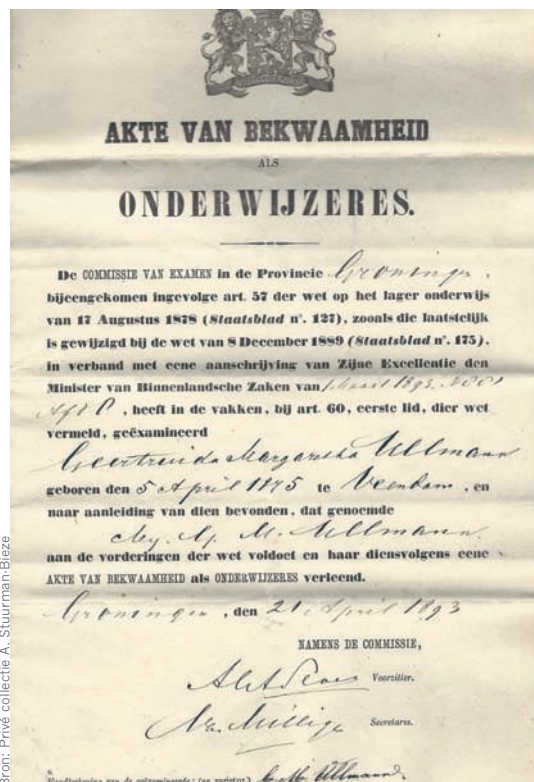 AKTE VAN BEKWAAMHEID
ALS
ONDERWIJZERES.
De COMMISSIE VAN EXAMEN in de Provincie Groningen,
bijeengekomen ingevolge art. 57 der wet op het lager onderwijs
van 17 Augustus 1878 (Staatsblad n°. 127), zooals die laatstelijk
is gewijzigd bij de wet van 8 December 1889 (Staatsblad n°. 175),
in verband met eene aanschrijving van Zijne Excellentie den
Minister van Binnenlandsche Zaken van Maart 1893
, heeft in de vakken, bij art. 60, eerste lid, dier wet
vermeld, geëxamineerd
Geertruida Margaretha Ullmann
geboren den 5 April 1875 te Veendam, en
naar aanleiding van dien bevonden, dat genoemde
Mej. G. M. Ullmann
aan de vorderingen der wet voldoet en haar diensvolgens eene
AKTE VAN BEKWAAMHEID als ONDERWIJZERES verleend.
Groningen, den 21 April 1893
NAMENS DE COMMISSIE,
Voorzitter.
Secretaris.
G M Ullmann
Bron: Privé collectie A. Stuurman-Bieze